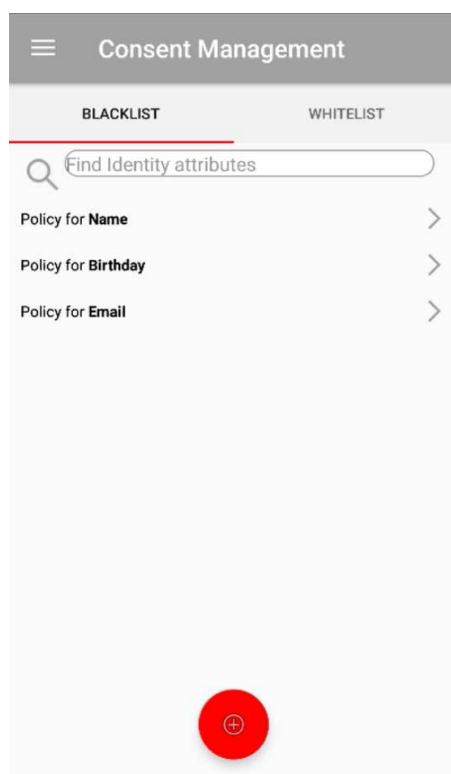 Consent Management
BLACKLIST WHITELIST
Find Identity attributes
Policy for Name
Policy for Birthday
Policy for Email